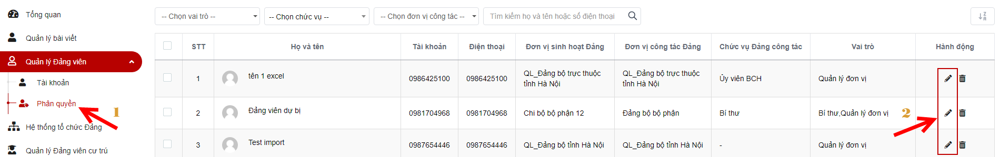 Tổng quan
Quản lý bài viết
Quản lý Đảng viên
Tài khoản
Phân quyền
1
Hệ thống tổ chức Đảng
Quản lý Đảng viên cư trú
-- Chọn vai trò --
-- Chọn chức vụ --
-- Chọn đơn vị công tác --
Tìm kiếm họ và tên hoặc số điện thoại
Z
A
STT Họ và tên Tài khoản Điện thoại Đơn vị sinh hoạt Đảng Đơn vị công tác Đảng Chức vụ Đảng công tác Vai trò Hành động
1 tên 1 excel 0986425100 0986425100 QL_Đảng bộ trực thuộc
tỉnh Hà Nội
QL_Đảng bộ trực thuộc
tỉnh Hà Nội
Ủy viên BCH Quản lý đơn vị
2 Đảng viên dự bị 0981704968 0981704968 Chi bộ bộ phận 12 Đảng bộ bộ phận Bí thư Bí thư,Quản lý đơn vị
2
3 Test import 0987654446 0987654446 QL_Đảng bộ tỉnh Hà Nội QL_Đảng bộ tỉnh Hà Nội - Quản lý đơn vị